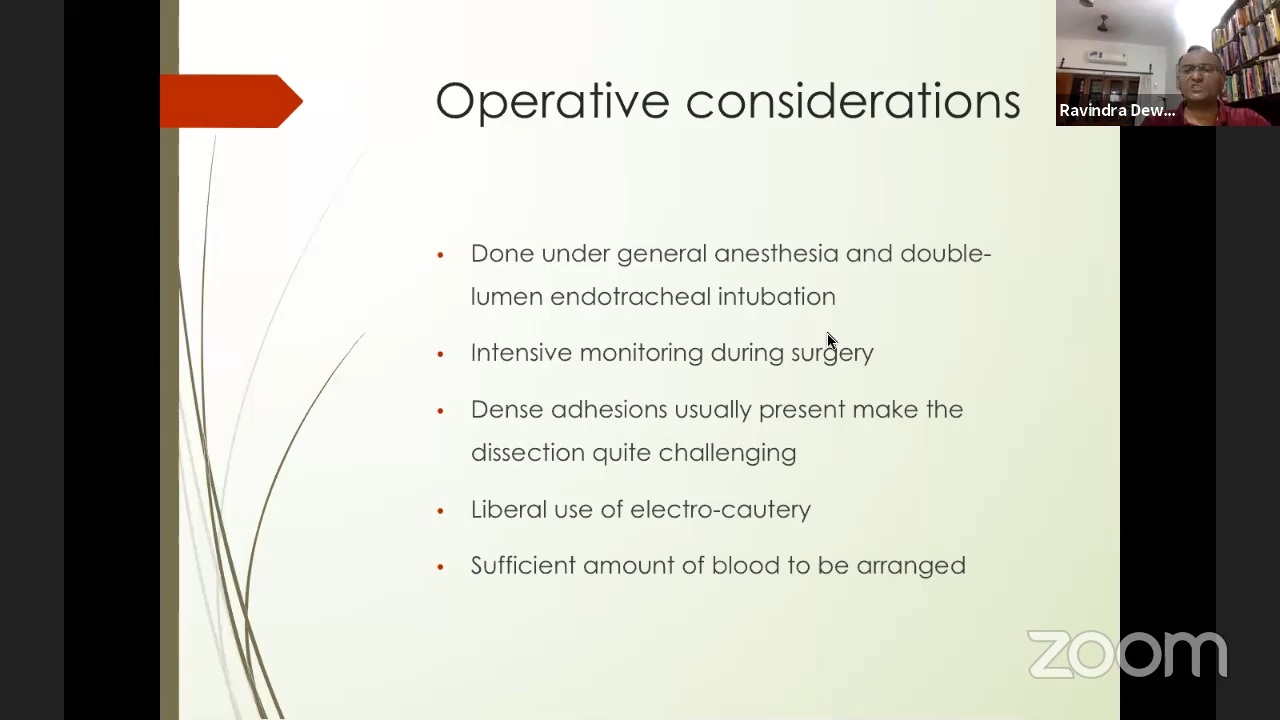 Operative considerations
Ravindra Dew...
• Done under general anesthesia and double-
lumen endotracheal intubation
• Intensive monitoring during surgery
• Dense adhesions usually present make the
dissection quite challenging
• Liberal use of electro-cautery
• Sufficient amount of blood to be arranged
zoom